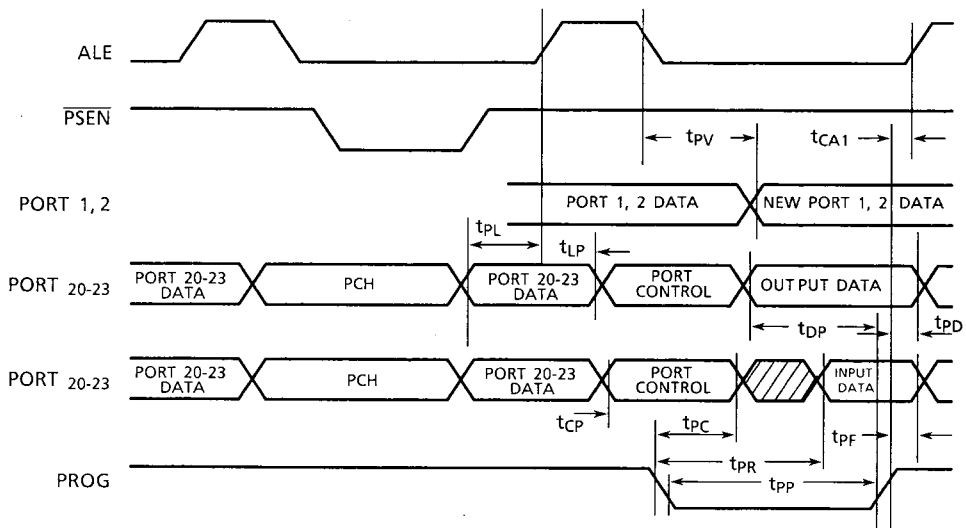 ALE
PSEN
tPV
tCA1
PORT 1, 2
PORT 1, 2 DATA
NEW PORT 1, 2 DATA
tPL
tLP
PORT 20-23
PORT 20-23
DATA
PCH
PORT 20-23
DATA
PORT
CONTROL
OUTPUT DATA
tDP
tPD
PORT 20-23
PORT 20-23
DATA
PCH
PORT 20-23
DATA
PORT
CONTROL
INPUT
DATA
tCP
tPC
tPF
tPR
tPP
PROG